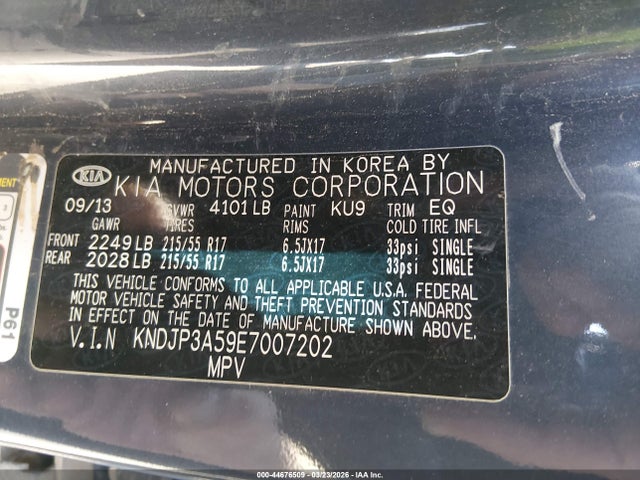 MANUFACTURED IN KOREA BY
KIA KIA MOTORS CORPORATION
09/13 GVWR 4101 LB PAINT KU9 TRIM EQ
GAWR TIRES RIMS COLD TIRE INFL
FRONT 2249 LB 215/55 R17 6.5JX17 33psi SINGLE
REAR 2028 LB 215/55 R17 6.5JX17 33psi SINGLE
THIS VEHICLE CONFORMS TO ALL APPLICABLE U.S.A. FEDERAL
MOTOR VEHICLE SAFETY AND THEFT PREVENTION STANDARDS
IN EFFECT ON THE DATE OF MANUFACTURE SHOWN ABOVE.
V.I.N KNDJP3A59E7007202
MPV
P61
000-44676509 - 03/23/2026 - IAA Inc.